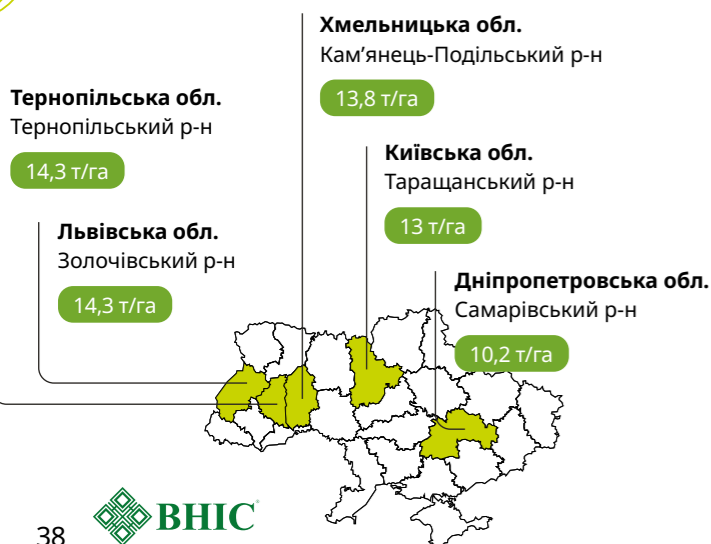 Хмельницька обл.
Кам’янець-Подільський р-н
13,8 т/га
Тернопільська обл.
Тернопільський р-н
14,3 т/га
Київська обл.
Таращанський р-н
13 т/га
Львівська обл.
Золочівський р-н
14,3 т/га
Дніпропетровська обл.
Самарівський р-н
10,2 т/га
38
ВНІС